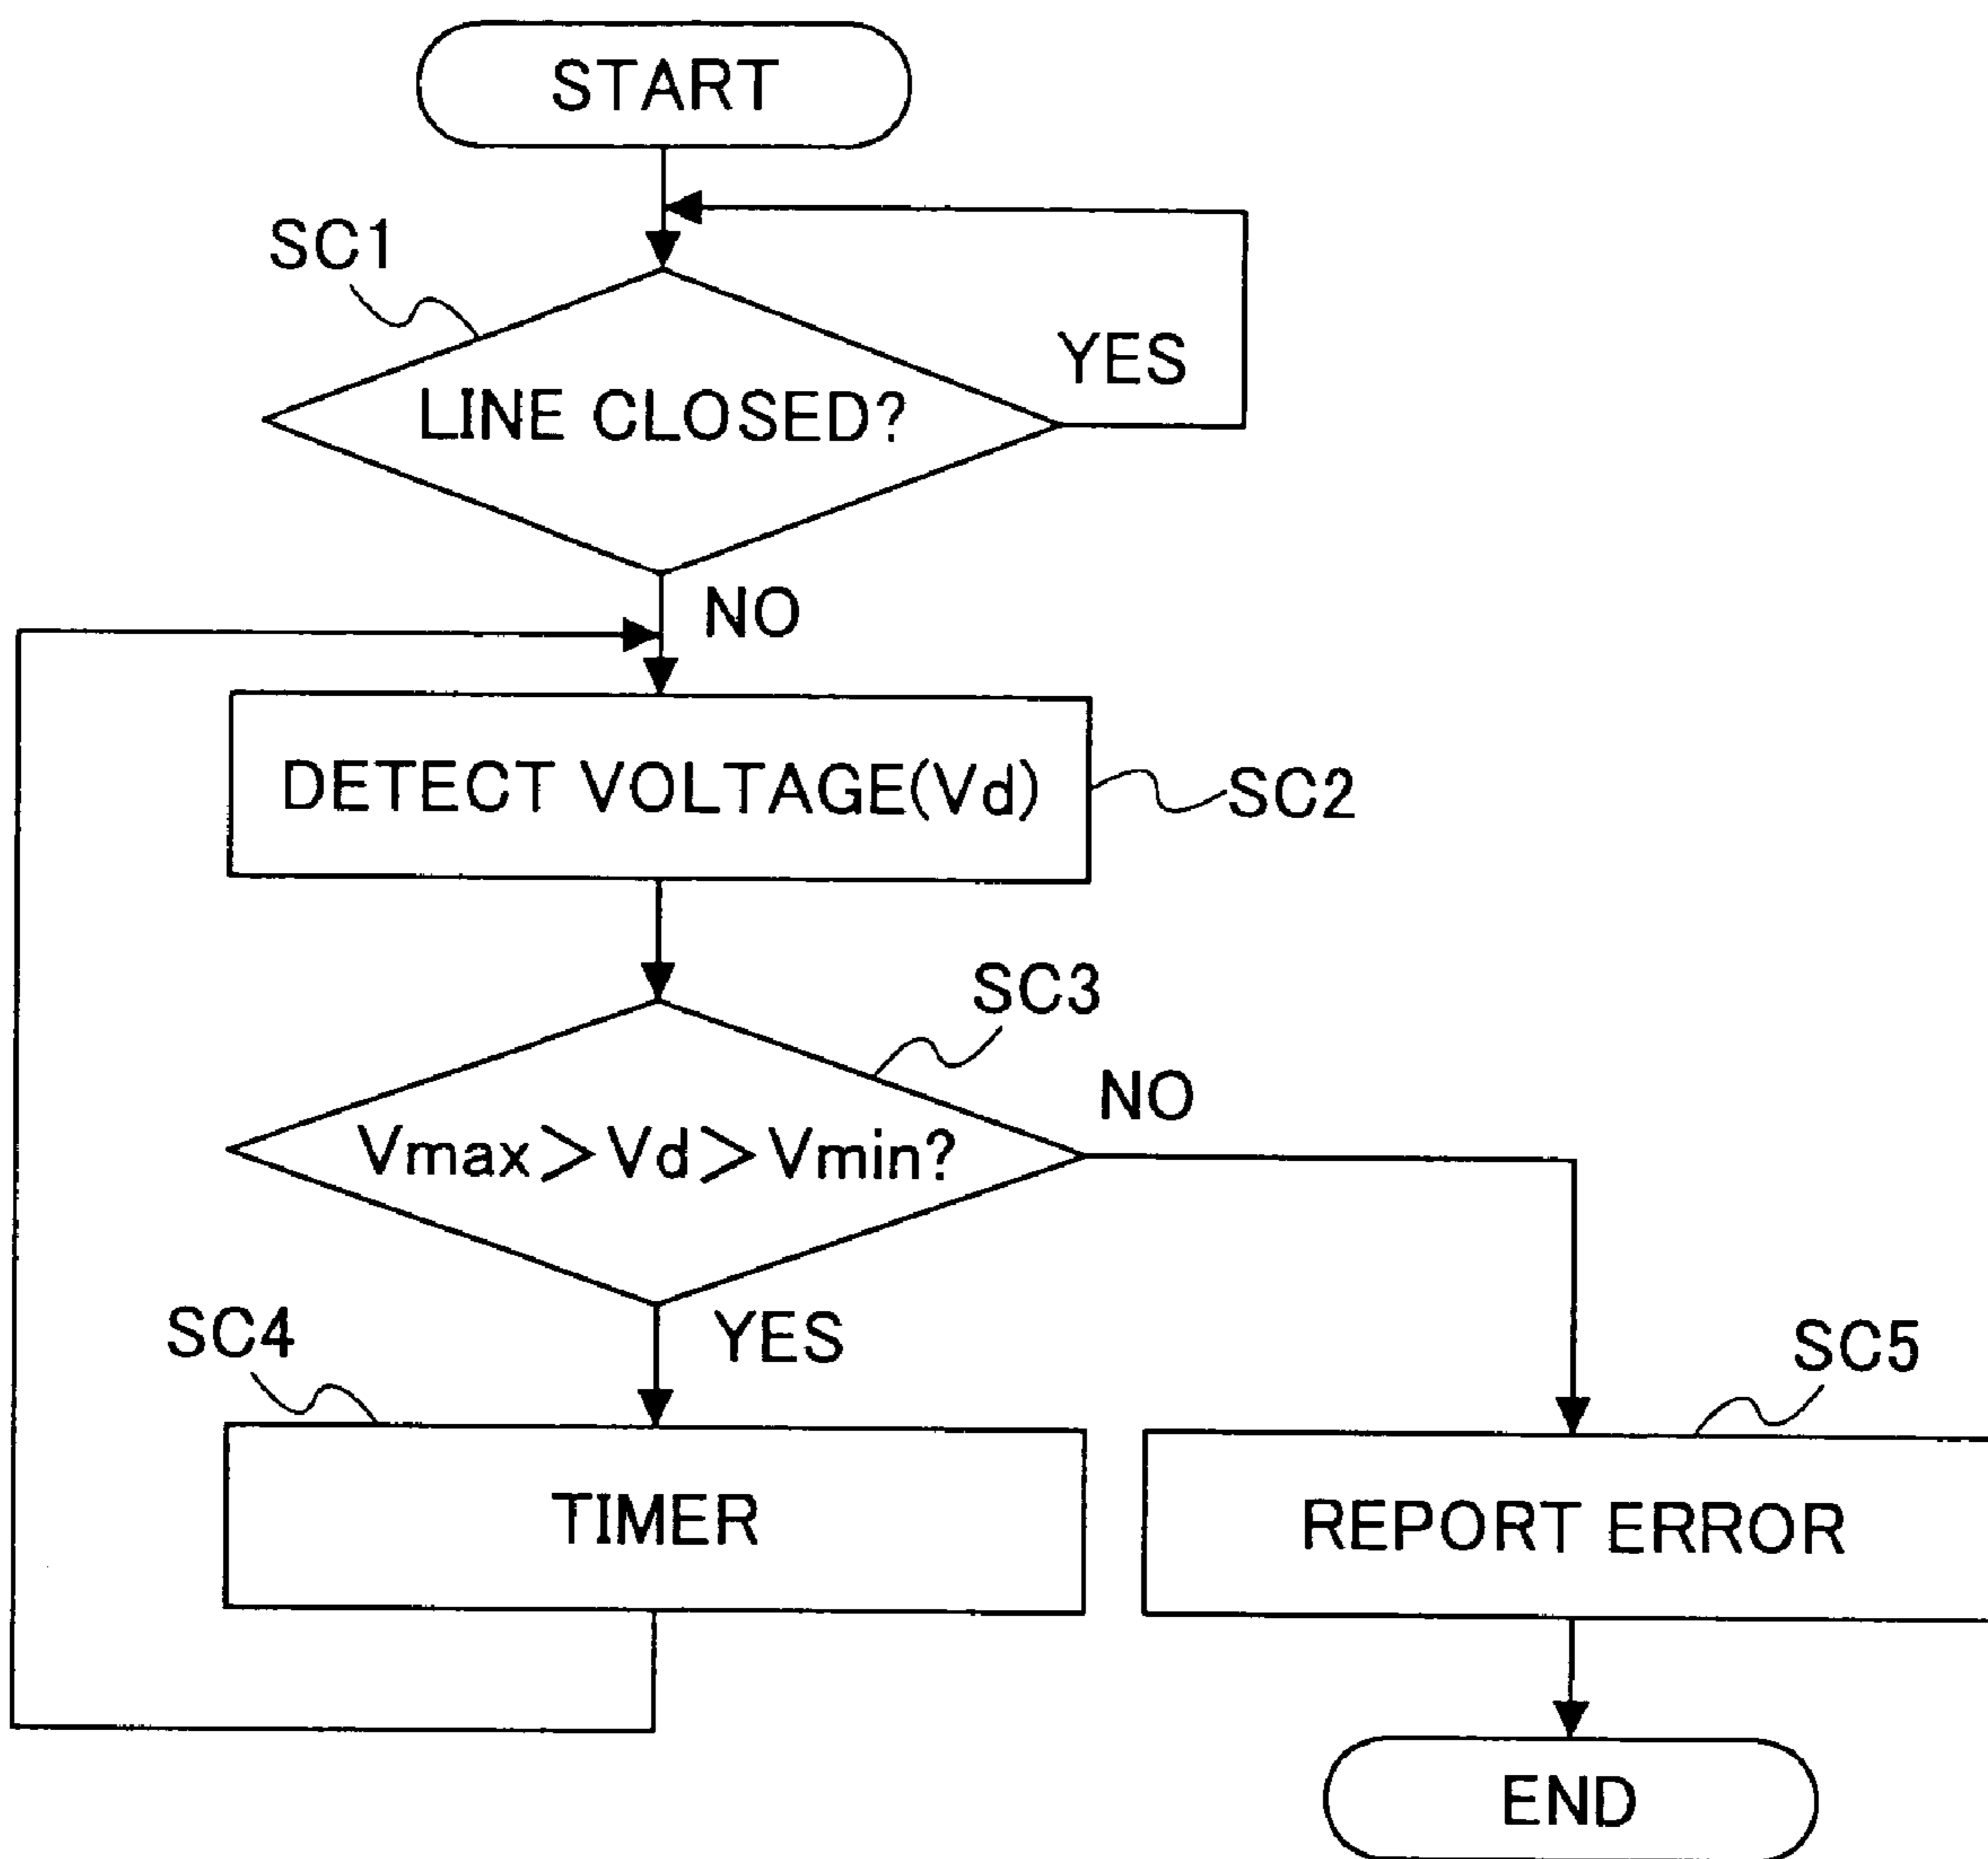 START
SC1
YES
LINE CLOSED?
NO
DETECT VOLTAGE(Vd)
SC2
SC3
NO
Vmax>Vd>Vmin?
YES
SC4
SC5
TIMER
REPORT ERROR
END